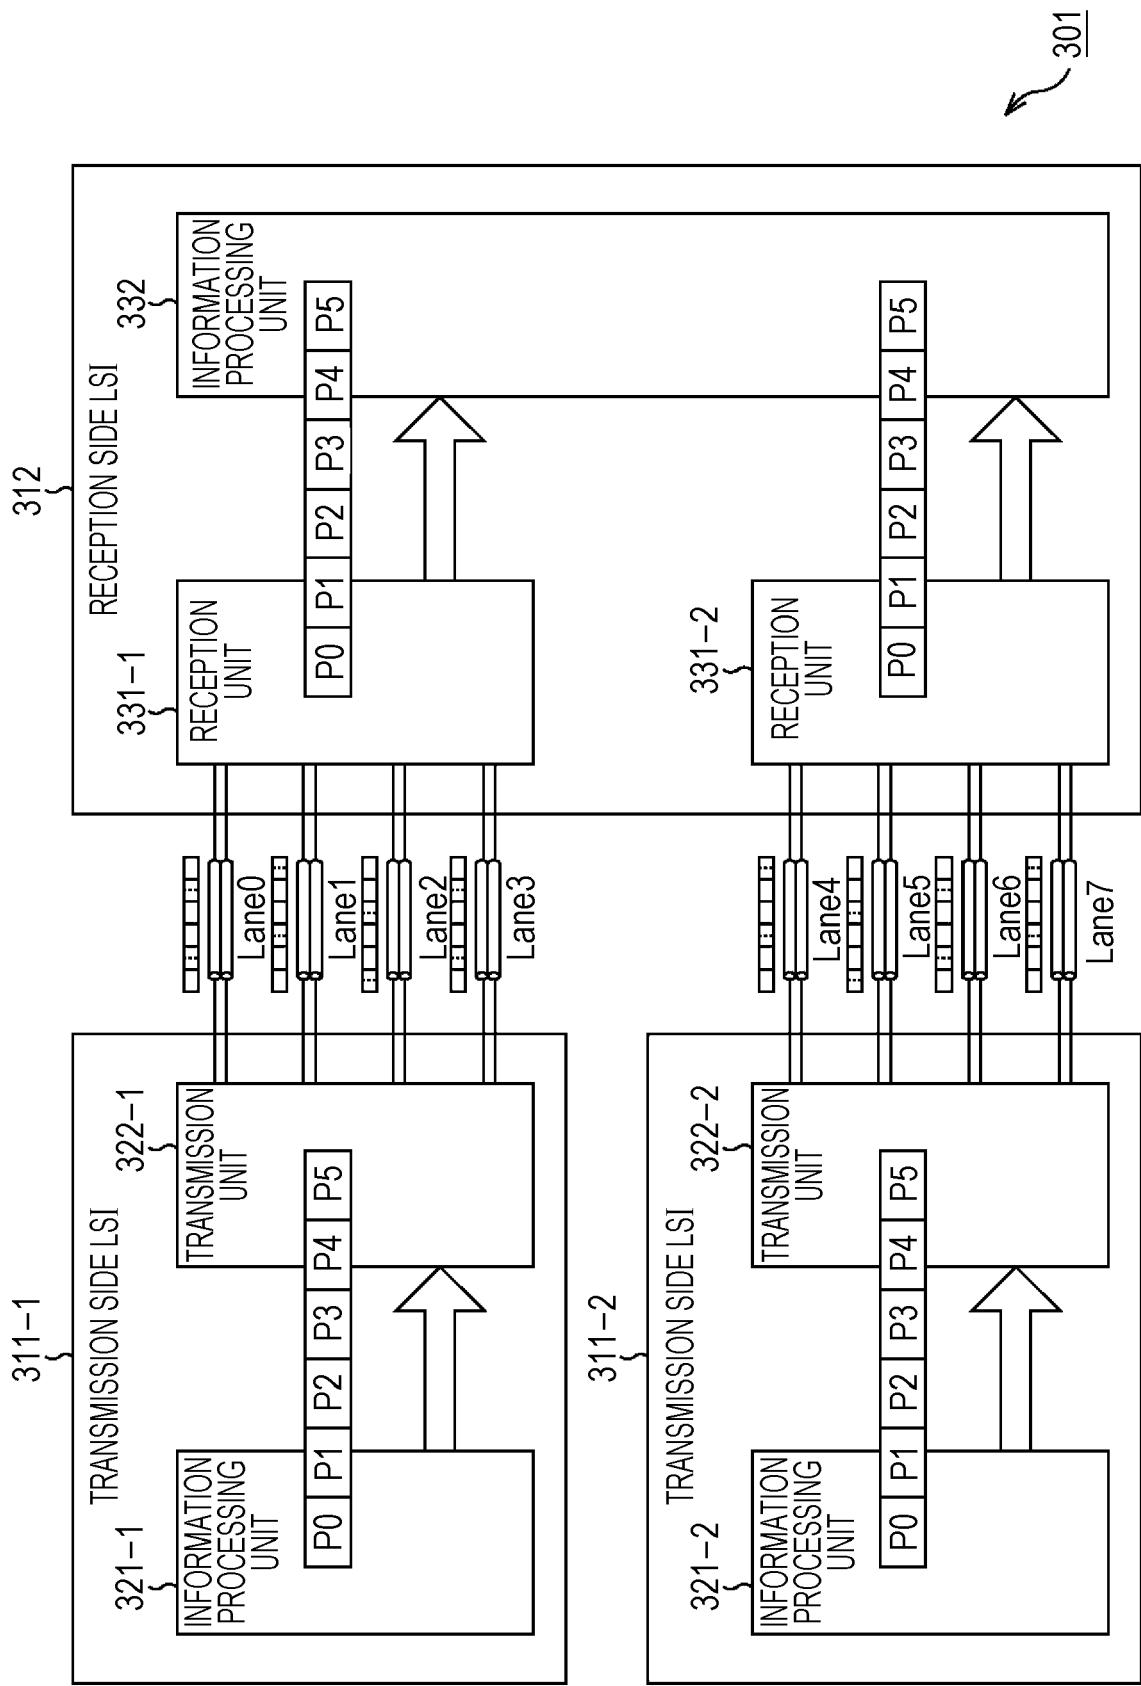 301
311-1
TRANSMISSION SIDE LSI
321-1
INFORMATION
PROCESSING
UNIT
P0 P1 P2 P3 P4 P5
322-1
TRANSMISSION
UNIT
Lane0
Lane1
Lane2
Lane3
312
RECEPTION SIDE LSI
331-1
RECEPTION
UNIT
P0 P1 P2 P3 P4 P5
332
INFORMATION
PROCESSING
UNIT
311-2
TRANSMISSION SIDE LSI
321-2
INFORMATION
PROCESSING
UNIT
P0 P1 P2 P3 P4 P5
322-2
TRANSMISSION
UNIT
Lane4
Lane5
Lane6
Lane7
331-2
RECEPTION
UNIT
P0 P1 P2 P3 P4 P5